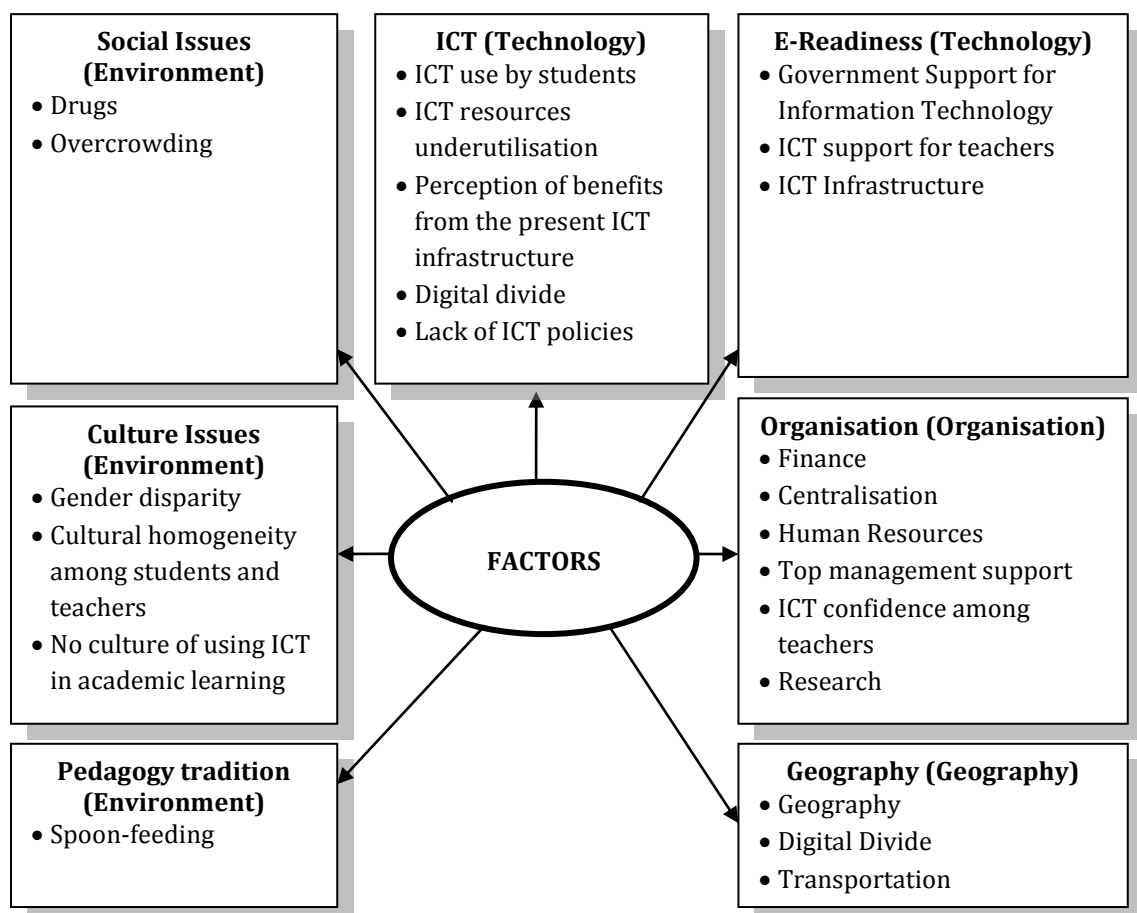 Social Issues
(Environment)
• Drugs
• Overcrowding
ICT (Technology)
• ICT use by students
• ICT resources
underutilisation
• Perception of benefits
from the present ICT
infrastructure
• Digital divide
• Lack of ICT policies
E-Readiness (Technology)
• Government Support for
Information Technology
• ICT support for teachers
• ICT Infrastructure
Culture Issues
(Environment)
• Gender disparity
• Cultural homogeneity
among students and
teachers
• No culture of using ICT
in academic learning
FACTORS
Organisation (Organisation)
• Finance
• Centralisation
• Human Resources
• Top management support
• ICT confidence among
teachers
• Research
Pedagogy tradition
(Environment)
• Spoon-feeding
Geography (Geography)
• Geography
• Digital Divide
• Transportation